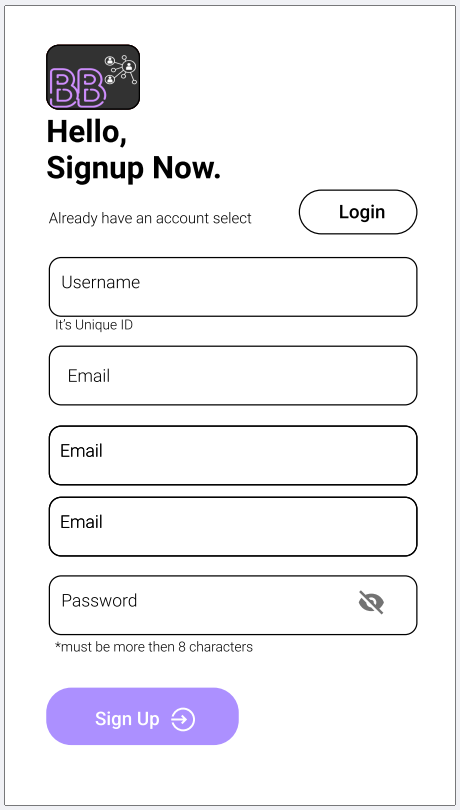 BB
Hello,
Signup Now.
Already have an account select
Login
Username
It's Unique ID
Email
Email
Email
Password
*must be more then 8 characters
Sign Up